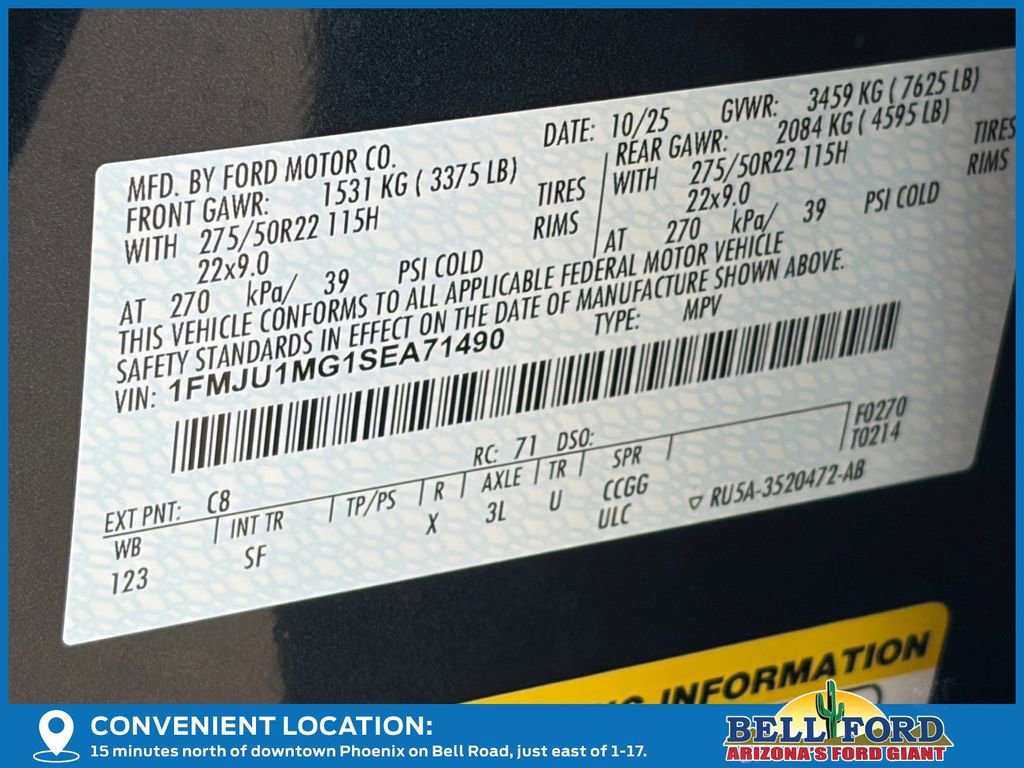 MFD. BY FORD MOTOR CO.
DATE: 10/25 GVWR: 3459 KG ( 7625 LB)
FRONT GAWR: 1531 KG ( 3375 LB)
REAR GAWR: 2084 KG ( 4595 LB)
WITH 275/50R22 115H TIRES
WITH 275/50R22 115H TIRES
22x9.0 RIMS
22x9.0 RIMS
AT 270 kPa/ 39 PSI COLD
AT 270 kPa/ 39 PSI COLD
THIS VEHICLE CONFORMS TO ALL APPLICABLE FEDERAL MOTOR VEHICLE
SAFETY STANDARDS IN EFFECT ON THE DATE OF MANUFACTURE SHOWN ABOVE.
VIN: 1FMJU1MG1SEA71490 TYPE: MPV
F0270
EXT PNT: C8 RC: 71 DSO: T0214
WB INT TR TP/PS R AXLE TR SPR
123 SF X 3L U CCGG ▽ RU5A-3520472-AB
ULC
INFORMATION
CONVENIENT LOCATION:
15 minutes north of downtown Phoenix on Bell Road, just east of 1-17.
BELL FORD
ARIZONA'S FORD GIANT